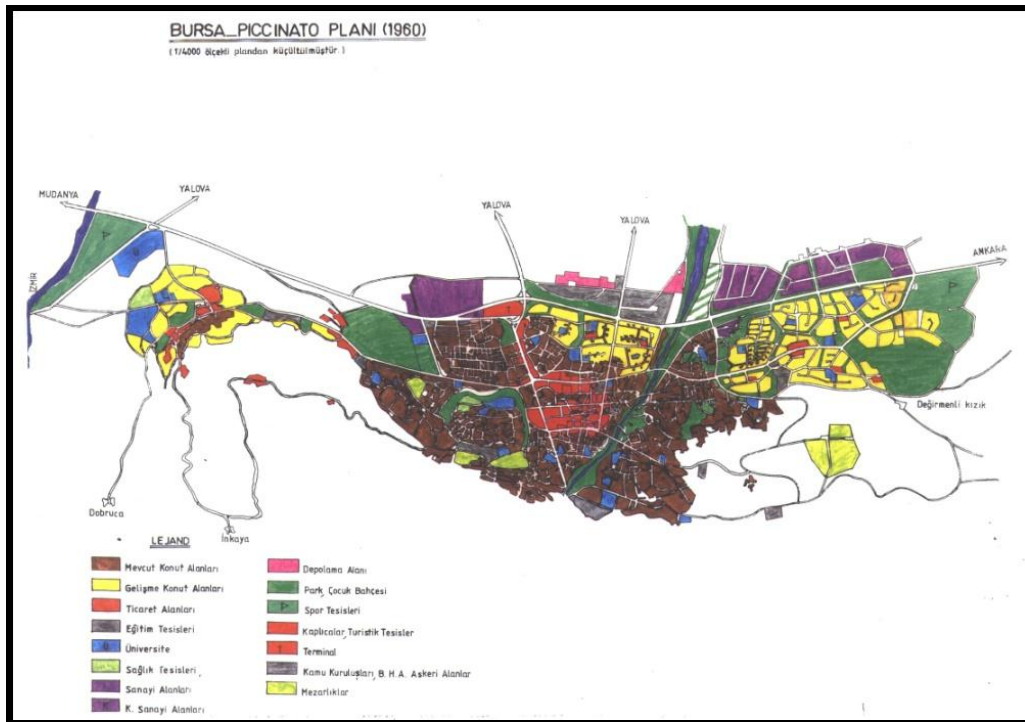 BURSA_PICCINATO PLANI (1960)
(1/4000 ölçekli plandan küçültülmüştür.)
MUDANYA
YALOVA
YALOVA
YALOVA
ANKARA
İZMİR
Değirmenli kızık
Dobruca
İnkaya
LEJAND
Mevcut Konut Alanları
Gelişme Konut Alanları
Ticaret Alanları
Eğitim Tesisleri
Üniversite
Sağlık Tesisleri
Sanayi Alanları
K. Sanayi Alanları
Depolama Alanı
Park, Çocuk Bahçesi
Spor Tesisleri
Kaplıcalar, Turistik Tesisler
Terminal
Kamu Kuruluşları, B.H.A. Askeri Alanlar
Mezarlıklar